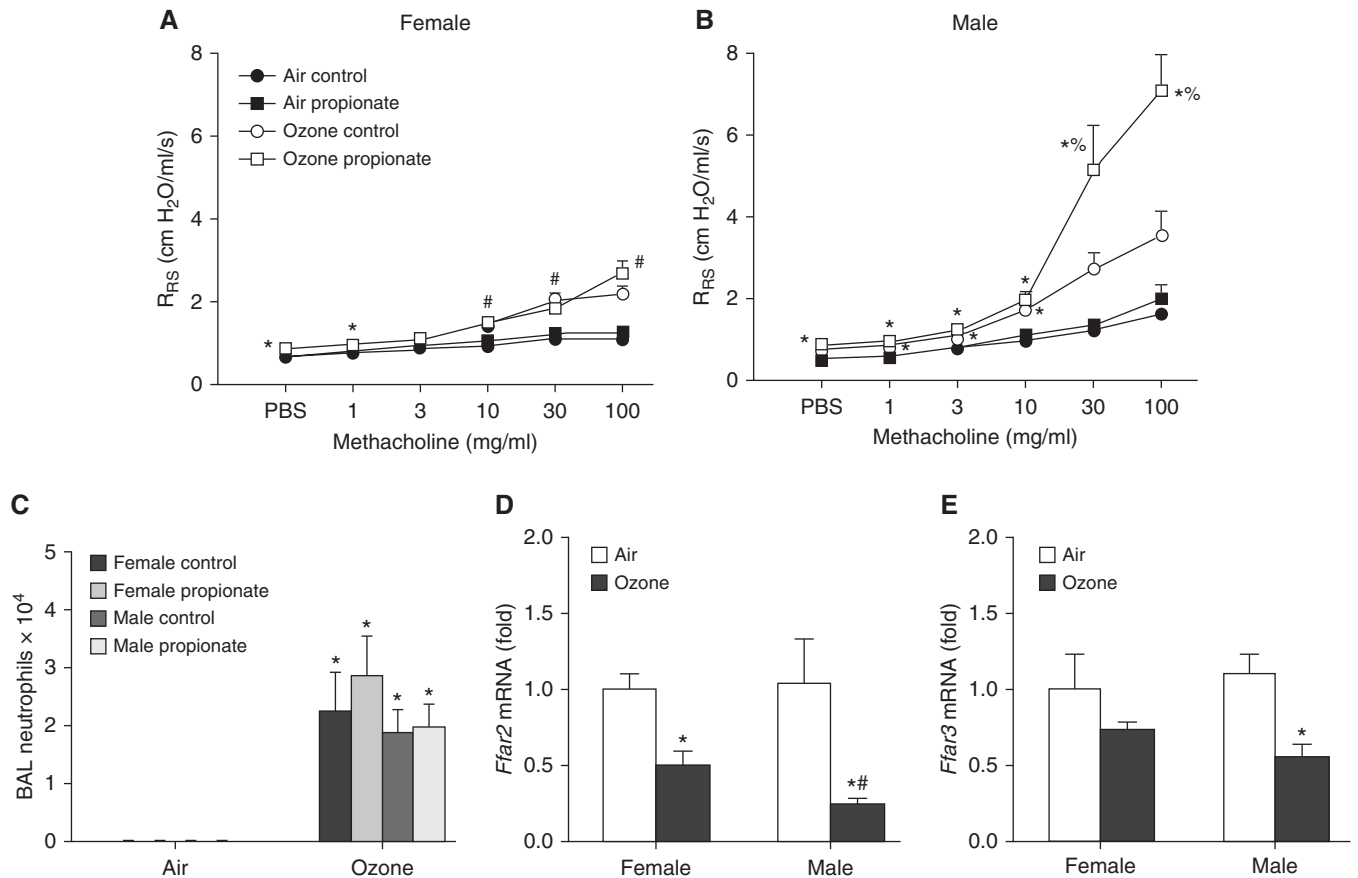 A
Female
R_RS (cm H₂O/ml/s)
8
6
4
2
0
Air control
Air propionate
Ozone control
Ozone propionate
*
*
#
#
#
PBS
1
3
10
30
100
Methacholine (mg/ml)
B
Male
R_RS (cm H₂O/ml/s)
8
6
4
2
0
*
*
*
*
*
*
*
*%
*%
PBS
1
3
10
30
100
Methacholine (mg/ml)
C
BAL neutrophils × 10⁴
5
4
3
2
1
0
Female control
Female propionate
Male control
Male propionate
*
*
*
*
Air
Ozone
D
Ffar2 mRNA (fold)
2.0
1.5
1.0
0.5
0.0
Air
Ozone
*
*#
Female
Male
E
Ffar3 mRNA (fold)
2.0
1.5
1.0
0.5
0.0
Air
Ozone
*
Female
Male